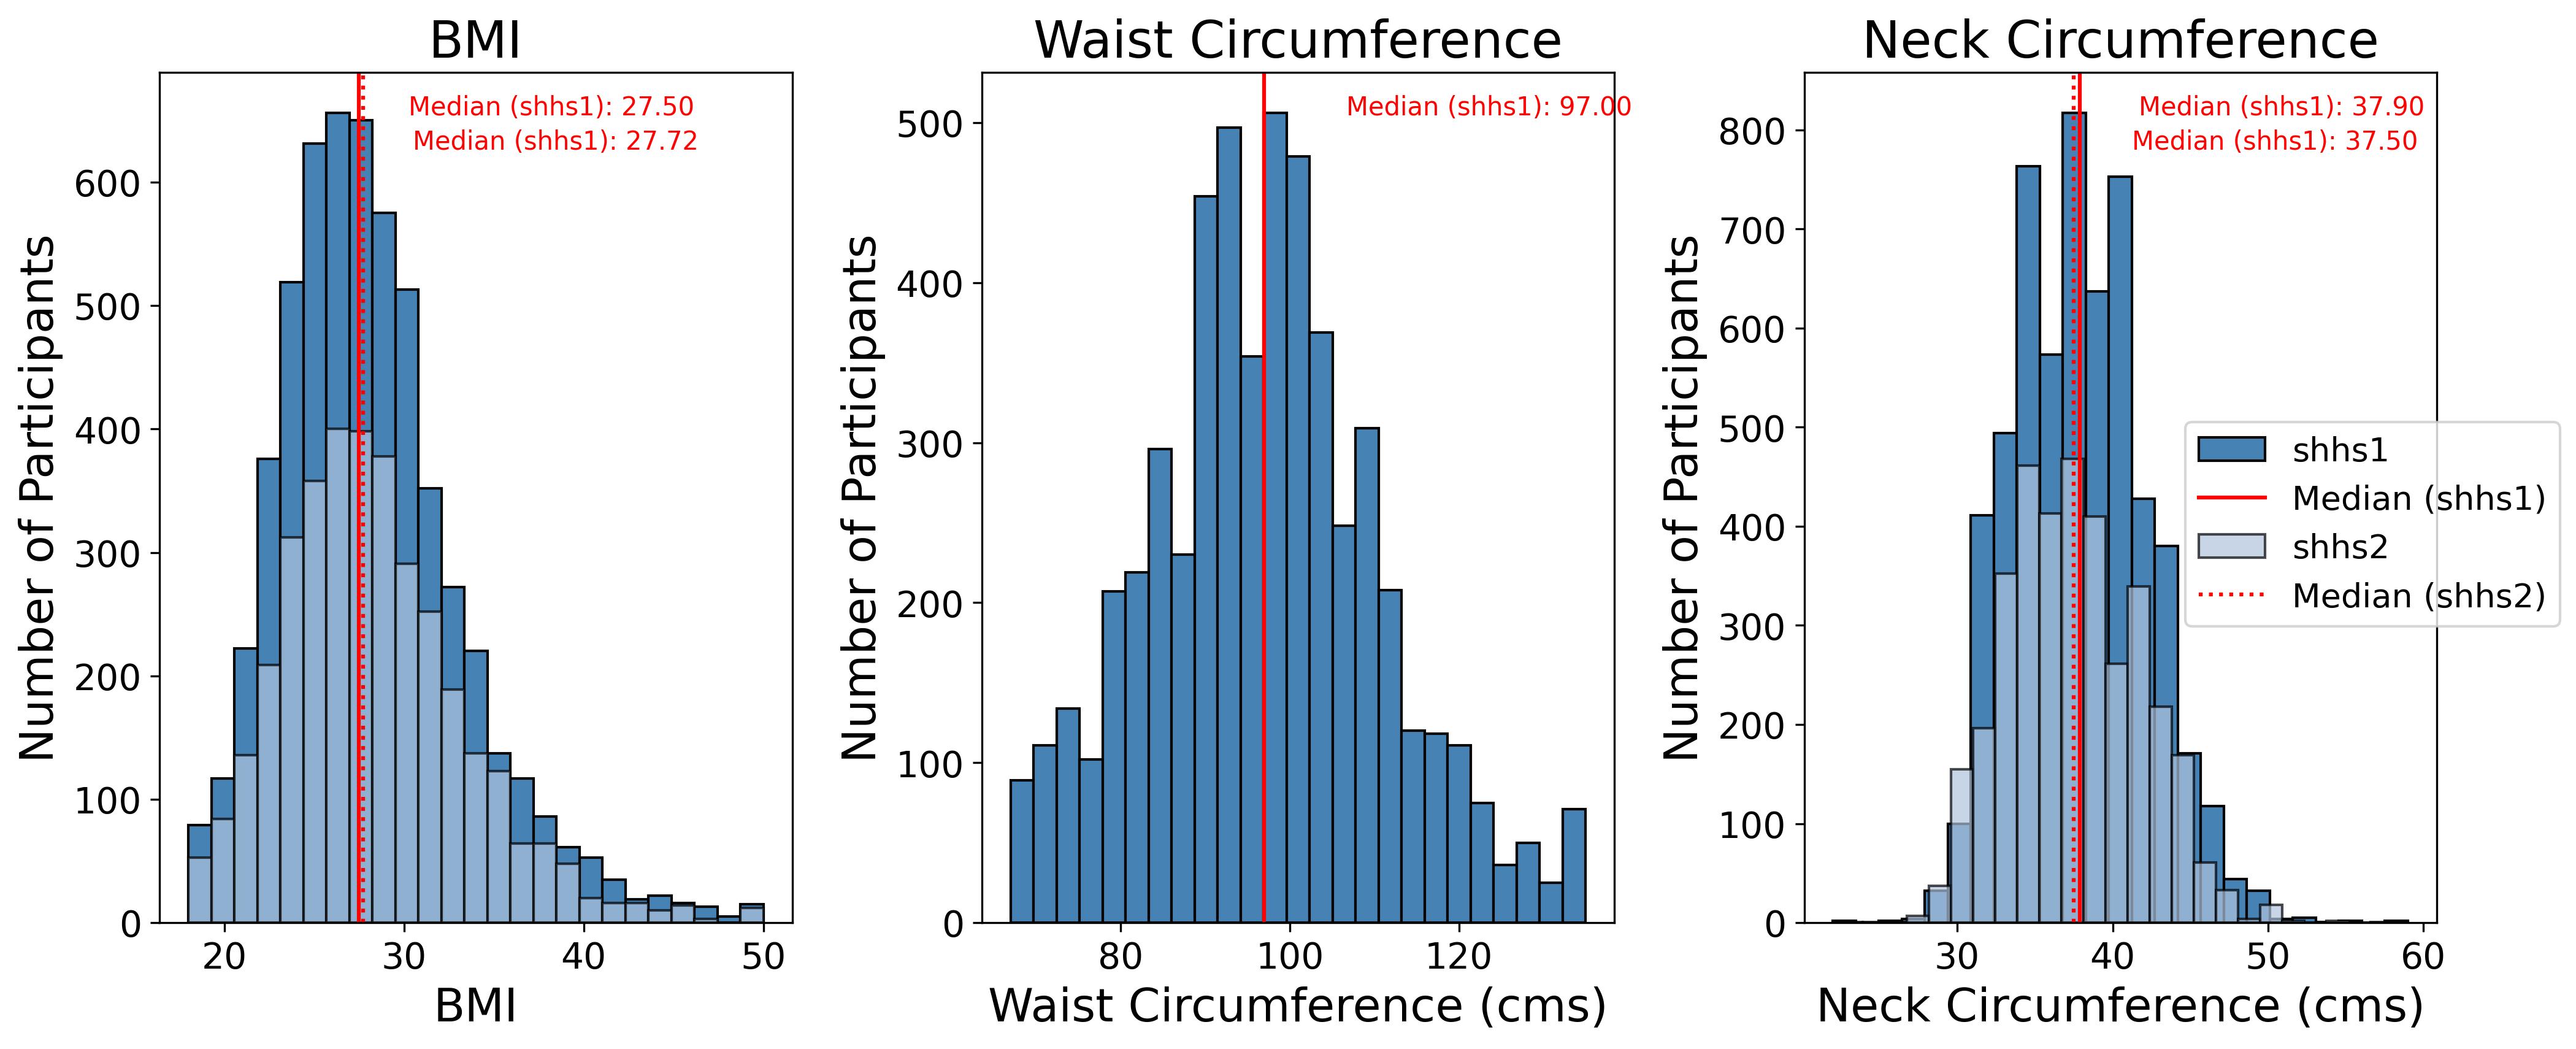 BMI
Number of Participants
600
500
400
300
200
100
0
20 30 40 50
BMI
Median (shhs1): 27.50
Median (shhs1): 27.72
Waist Circumference
Number of Participants
500
400
300
200
100
0
80 100 120
Waist Circumference (cms)
Median (shhs1): 97.00
Neck Circumference
Number of Participants
800
700
600
500
400
300
200
100
0
30 40 50 60
Neck Circumference (cms)
Median (shhs1): 37.90
Median (shhs1): 37.50
shhs1
Median (shhs1)
shhs2
Median (shhs2)